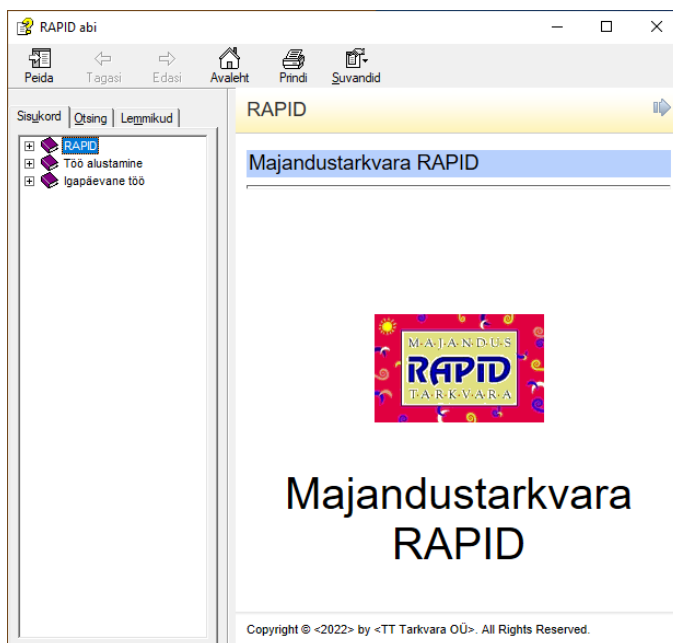 RAPID abi
Peida Tagasi Edasi Avaleht Prindi Suvandid
Sisukord Otsing Lemmikud
RAPID
Töö alustamine
Igapäevane töö
RAPID
Majandustarkvara RAPID
M·A·J·A·N·D·U·S
RAPID
T·A·R·K·V·A·R·A
Majandustarkvara
RAPID
Copyright © <2022> by <TT Tarkvara OÜ>. All Rights Reserved.